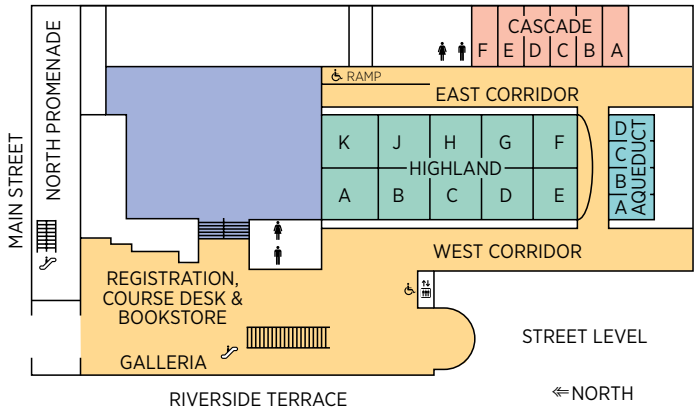 CASCADE
F E D C B A
RAMP
EAST CORRIDOR
MAIN STREET
NORTH PROMENADE
K J H G F
HIGHLAND
A B C D E
D
C
B
A
AQUEDUCT
WEST CORRIDOR
REGISTRATION,
COURSE DESK &
BOOKSTORE
GALLERIA
STREET LEVEL
RIVERSIDE TERRACE
NORTH